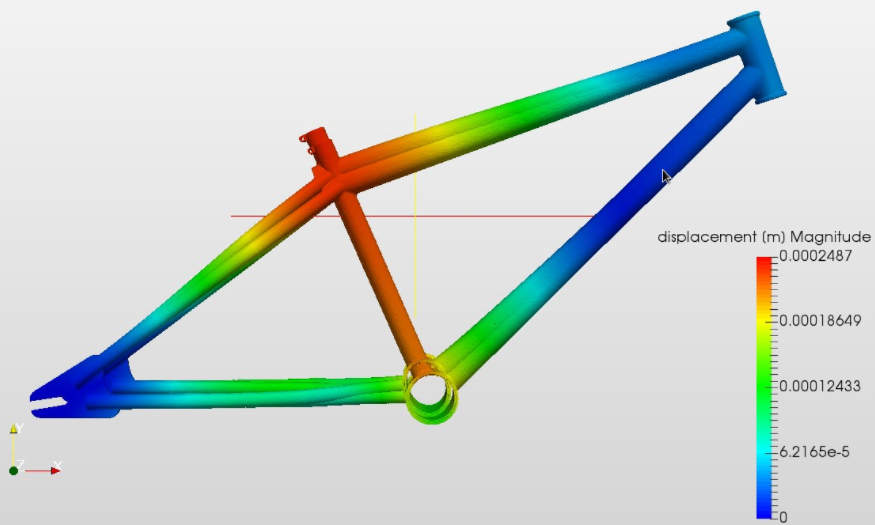 displacement (m) Magnitude
0.0002487
0.00018649
0.00012433
6.2165e-5
0
Y
Z X